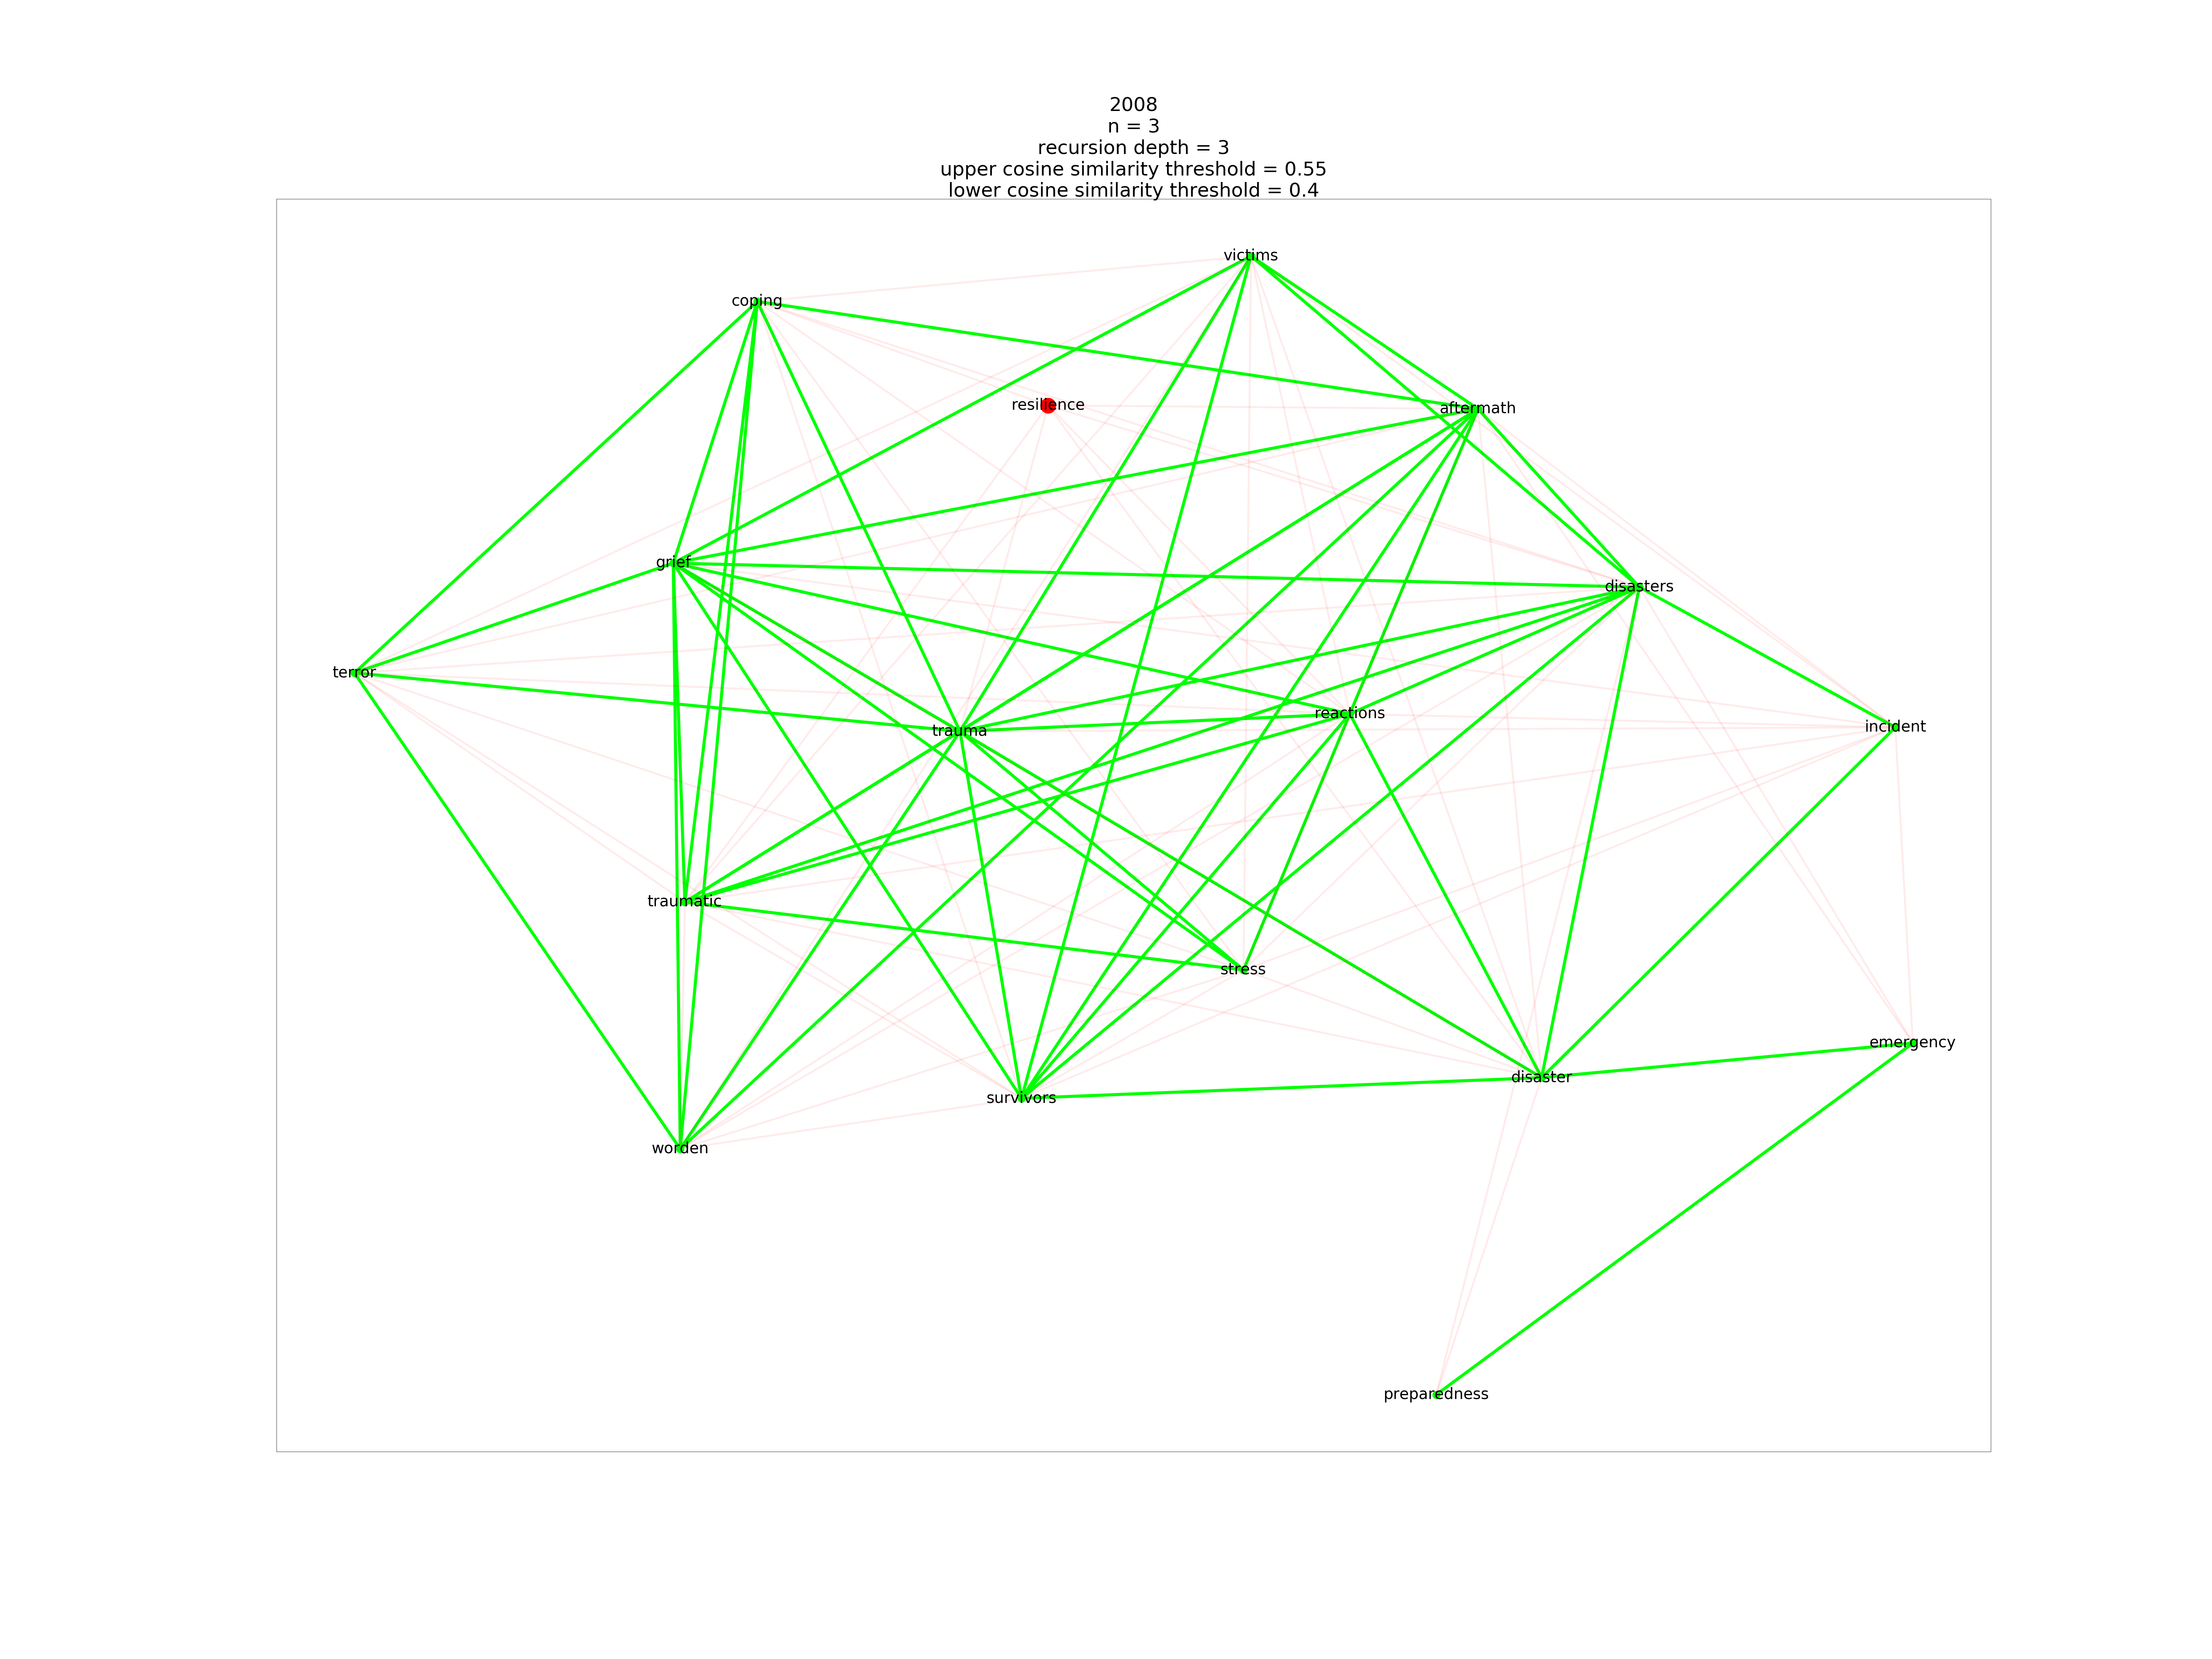 2008
n = 3
recursion depth = 3
upper cosine similarity threshold = 0.55
lower cosine similarity threshold = 0.4
victims
coping
resilience
aftermath
grief
disasters
terror
reactions
incident
trauma
traumatic
stress
emergency
disaster
survivors
worden
preparedness